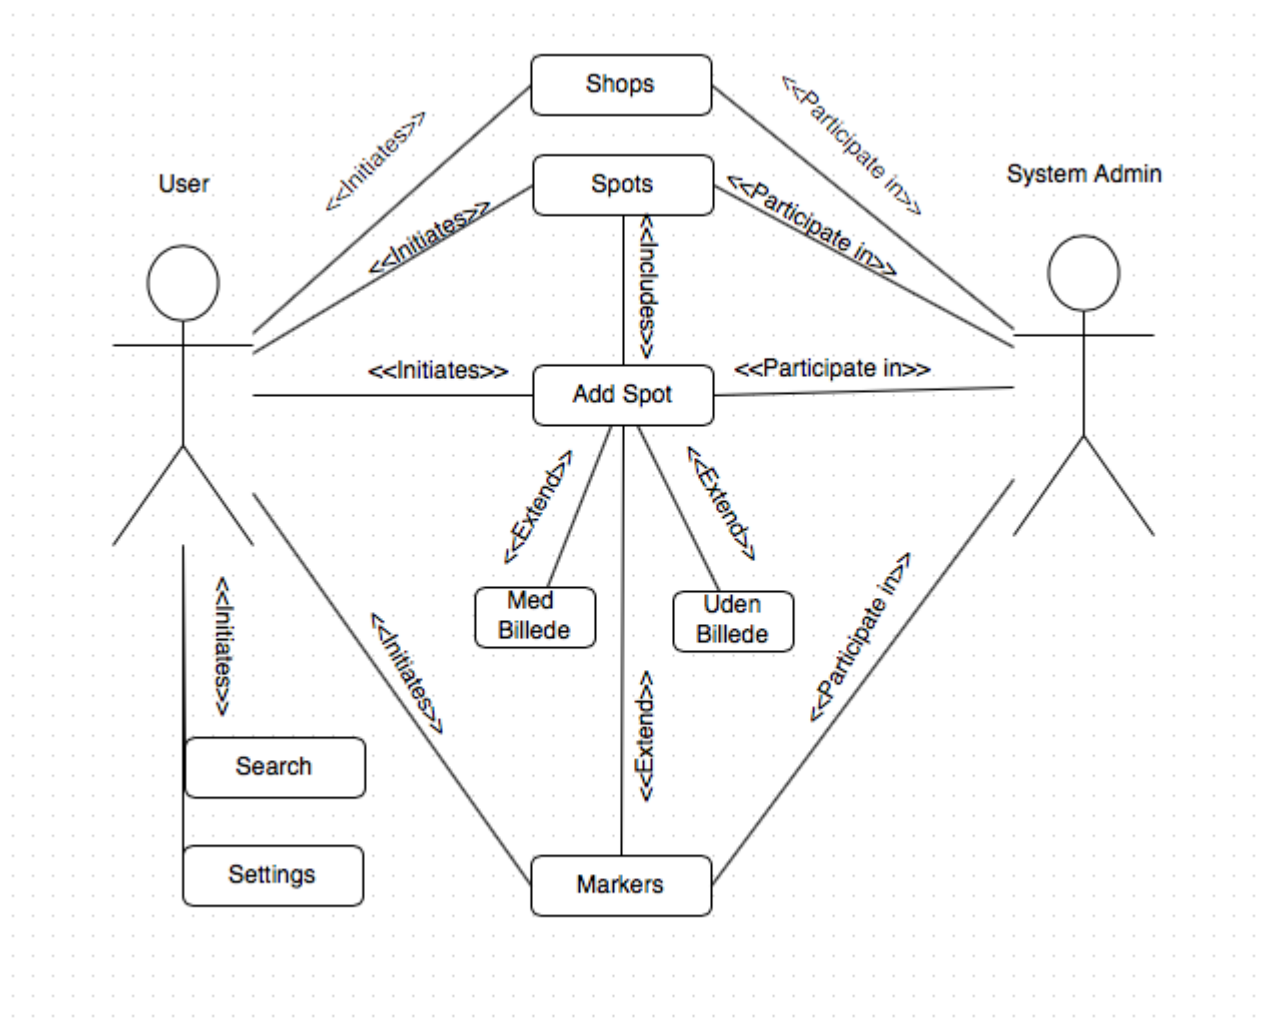 Shops
<<Initiates>>
<<Participate in>>
User
Spots
System Admin
<<Initiates>>
<<Participate in>>
<<Includes>>
<<Initiates>>
Add Spot
<<Participate in>>
<<Extend>>
<<Extend>>
Med
Billede
Uden
Billede
<<Initiates>>
<<Initiates>>
<<Extend>>
<<Participate in>>
Search
Settings
Markers